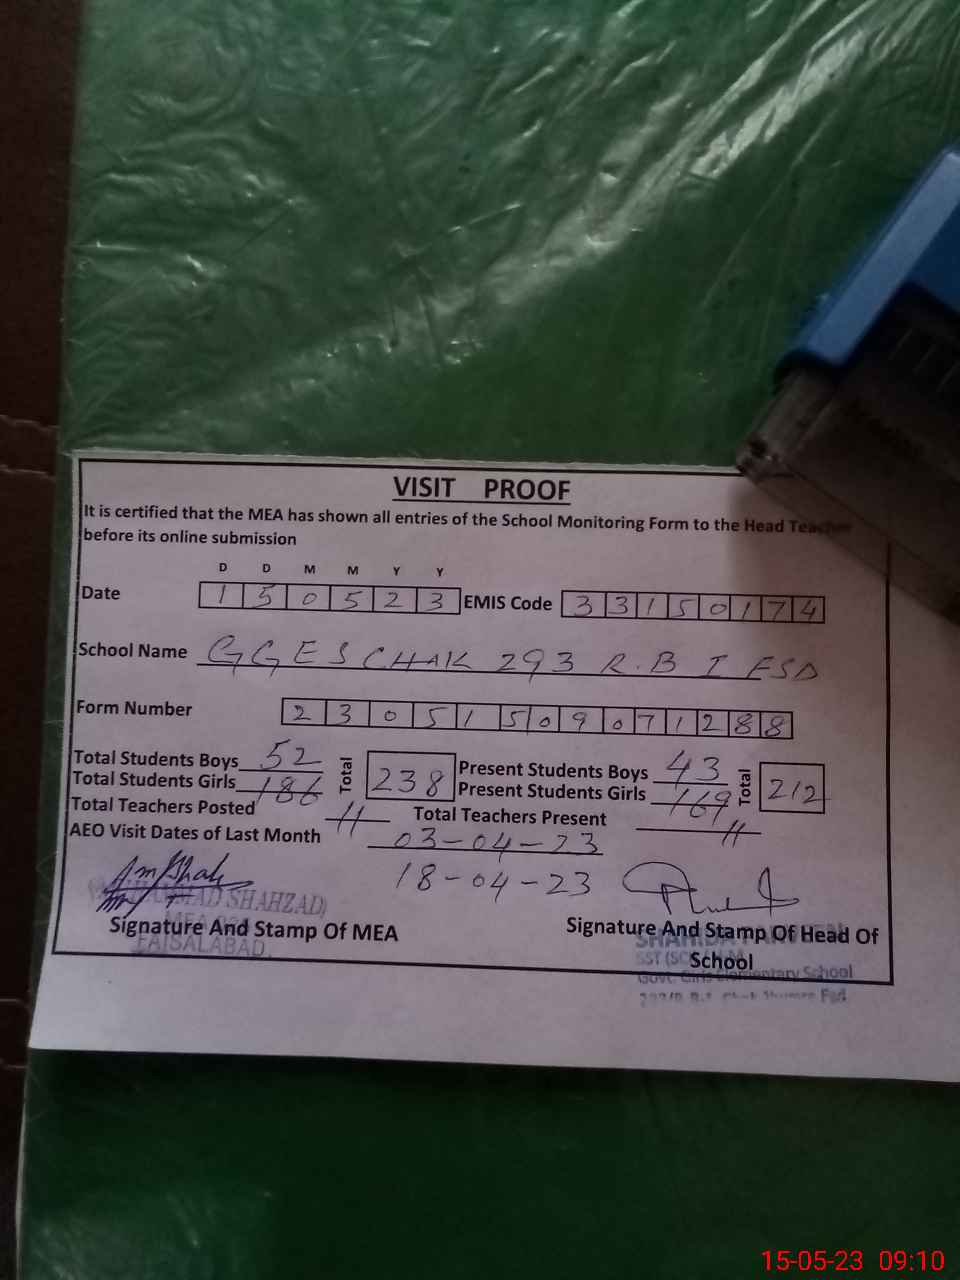 VISIT PROOF
It is certified that the MEA has shown all entries of the School Monitoring Form to the Head Teacher
before its online submission
D D M M Y Y
Date 1 5 0 5 2 3 EMIS Code 3 3 1 5 0 1 7 4
School Name GGES CHAK 293 R.B I FSD
Form Number 2 3 0 5 1 5 0 9 0 7 1 2 8 8
Total Students Boys 52 Total 238 Present Students Boys 43 Total 212
Total Students Girls 186 Present Students Girls 169
Total Teachers Posted 11 Total Teachers Present 11
AEO Visit Dates of Last Month 03-04-23
18-04-23
MUHAMMAD SHAHZAD)
MEA
FAISALABAD.
Signature And Stamp Of MEA
Signature And Stamp Of Head Of
School
SST (SC
Govt. Girls Elementary School
Fsd.
15-05-23 09:10